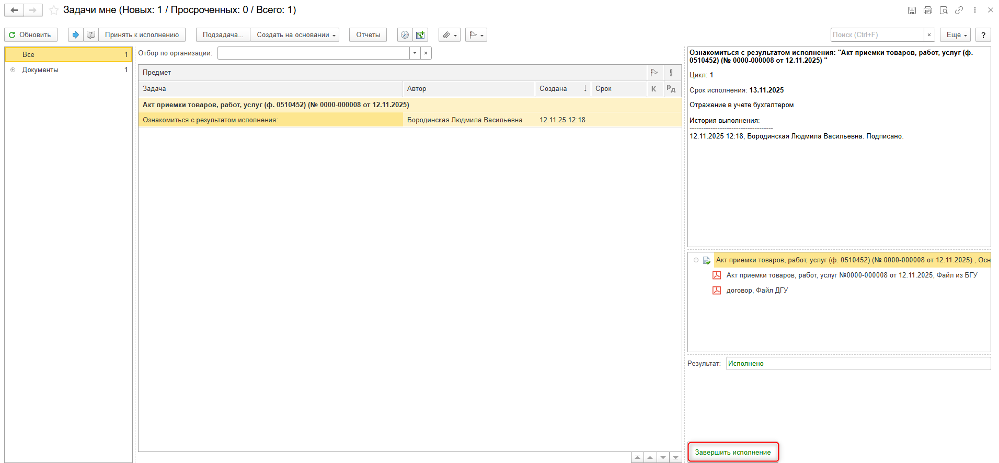 Задачи мне (Новых: 1 / Просроченных: 0 / Всего: 1)
Обновить
Принять к исполнению
Подзадача...
Создать на основании
Отчеты
Поиск (Ctrl+F)
×
Еще
?
Все 1
Документы 1
Отбор по организации:
×
Предмет
Задача Автор Создана ↓ Срок К Рд
Акт приемки товаров, работ, услуг (ф. 0510452) (№ 0000-000008 от 12.11.2025)
Ознакомиться с результатом исполнения: Бородинская Людмила Васильевна 12.11.25 12:18
Ознакомиться с результатом исполнения: "Акт приемки товаров, работ, услуг (ф.
0510452) (№ 0000-000008 от 12.11.2025) "
Цикл: 1
Срок исполнения: 13.11.2025
Отражение в учете бухгалтером
История выполнения:
------------------------------------
12.11.2025 12:18, Бородинская Людмила Васильевна. Подписано.
Акт приемки товаров, работ, услуг (ф. 0510452) (№ 0000-000008 от 12.11.2025) , Осн
Акт приемки товаров, работ, услуг №0000-000008 от 12.11.2025, Файл из БГУ
договор, Файл ДГУ
Результат: Исполнено
Завершить исполнение